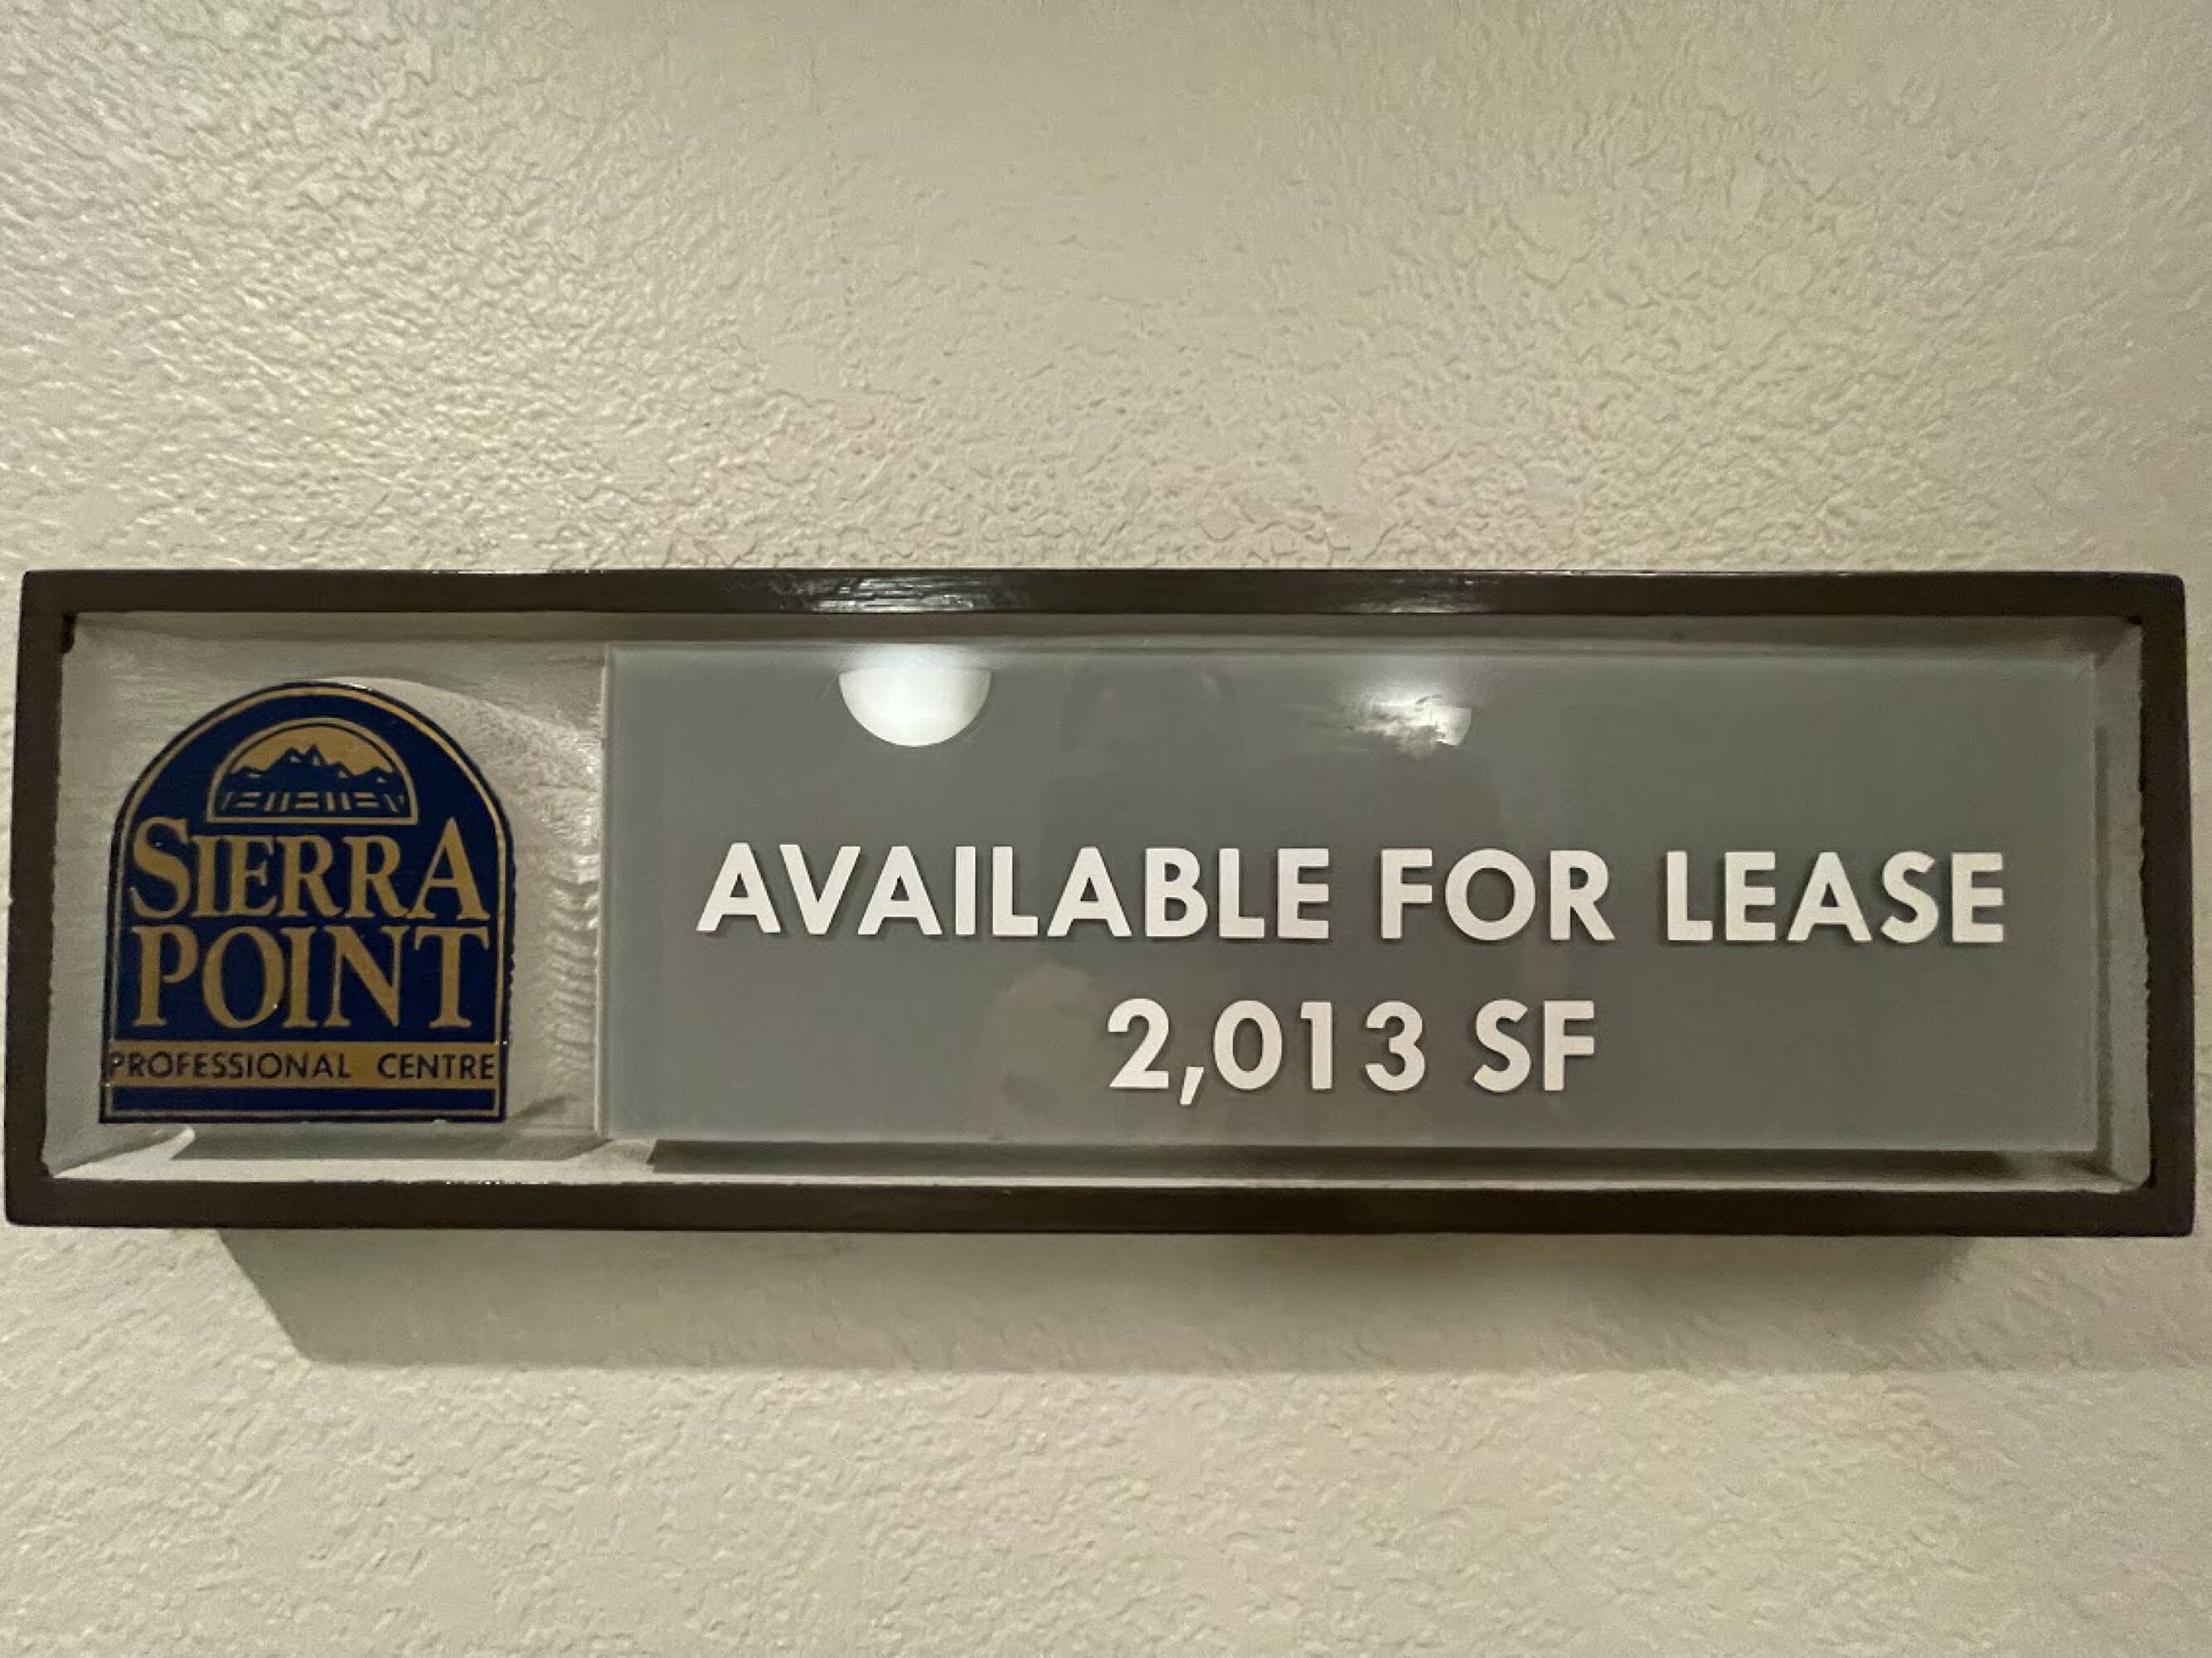 SIERRA
POINT
PROFESSIONAL CENTRE
AVAILABLE FOR LEASE
2,013 SF